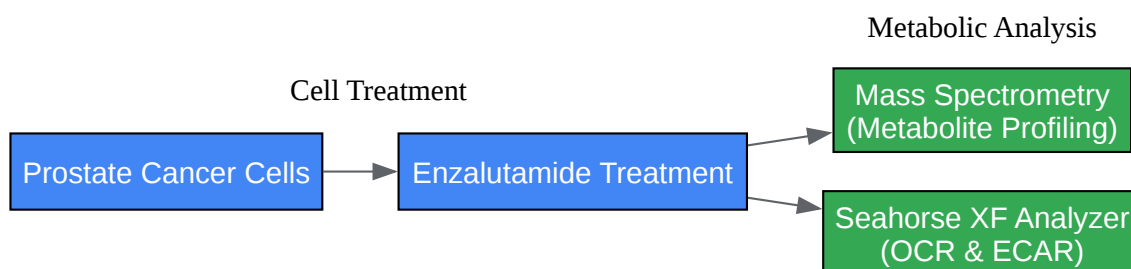 Metabolic Analysis
Cell Treatment
Mass Spectrometry
(Metabolite Profiling)
Prostate Cancer Cells
Enzalutamide Treatment
Seahorse XF Analyzer
(OCR & ECAR)